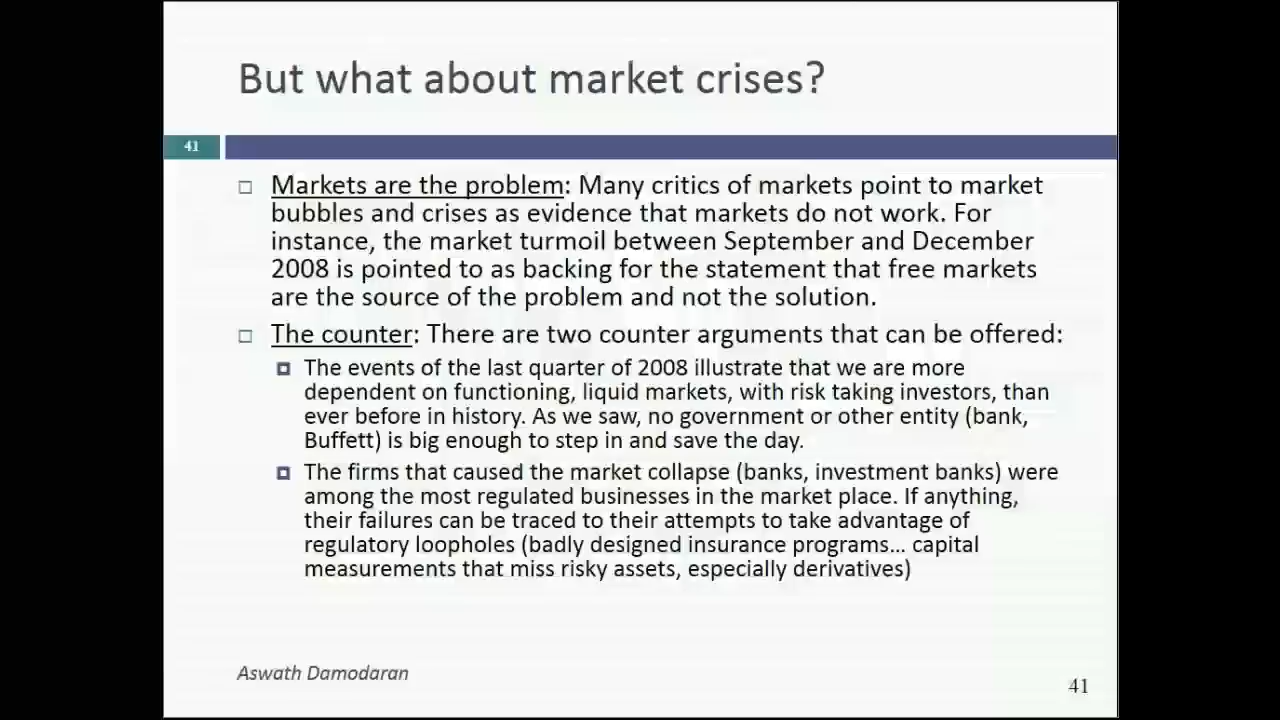 But what about market crises?
41
Markets are the problem: Many critics of markets point to market
bubbles and crises as evidence that markets do not work. For
instance, the market turmoil between September and December
2008 is pointed to as backing for the statement that free markets
are the source of the problem and not the solution.
The counter: There are two counter arguments that can be offered:
The events of the last quarter of 2008 illustrate that we are more
dependent on functioning, liquid markets, with risk taking investors, than
ever before in history. As we saw, no government or other entity (bank,
Buffett) is big enough to step in and save the day.
The firms that caused the market collapse (banks, investment banks) were
among the most regulated businesses in the market place. If anything,
their failures can be traced to their attempts to take advantage of
regulatory loopholes (badly designed insurance programs… capital
measurements that miss risky assets, especially derivatives)
Aswath Damodaran
41